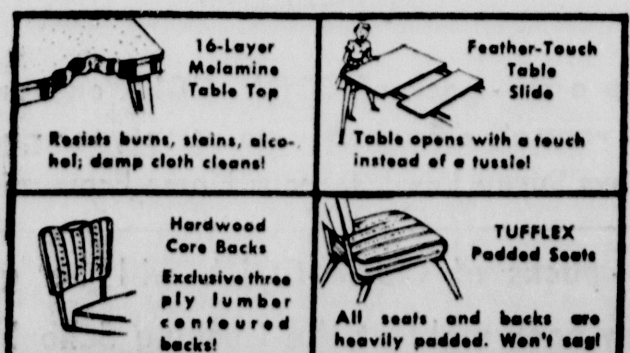 16-Layer
Melamine
Table Top
Resists burns, stains, alco-
hol; damp cloth cleans!
Feather-Touch
Table
Slide
Table opens with a touch
instead of a tussle!
Hardwood
Core Backs
Exclusive three
ply lumber
contoured
backs!
TUFFLEX
Padded Seats
All seats and backs are
heavily padded. Won't sag!